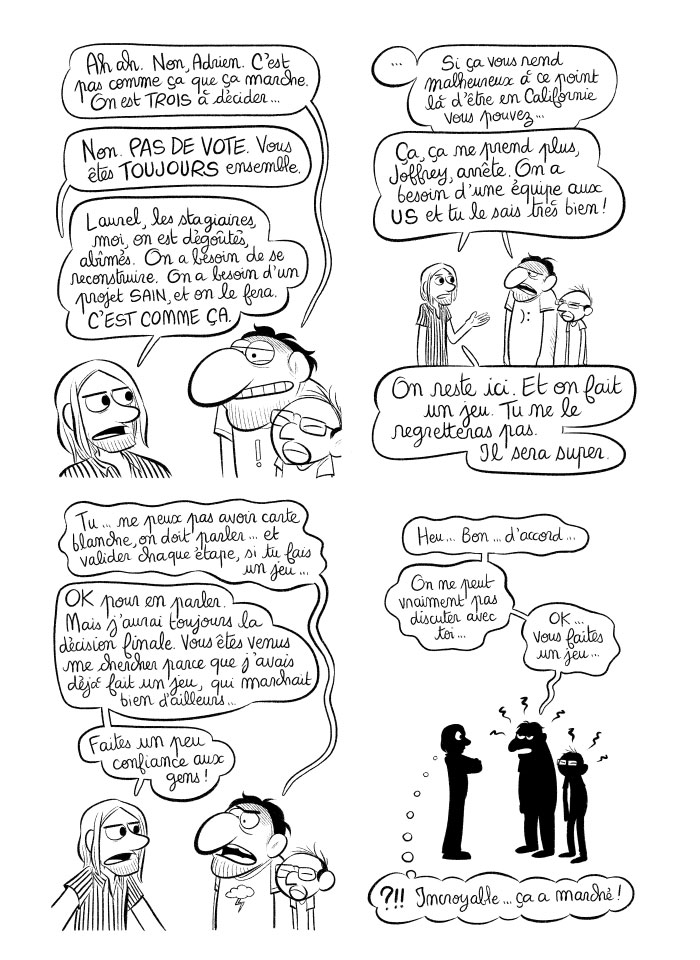 Ah ah. Non, Adrien. C'est
pas comme ça que ça marche.
On est TROIS à décider...
Non. PAS DE VOTE. Vous
êtes TOUJOURS ensemble.
Laurel, les stagiaires,
moi, on est dégoûtés,
abîmés. On a besoin de se
reconstruire. On a besoin d'un
projet SAIN, et on le fera.
C'EST COMME ÇA.
!
...
Si ça vous rend
malheureux à ce point
là d'être en Californie
vous pouvez...
Ça, ça ne prend plus,
Joffrey, arrête. On a
besoin d'une équipe aux
US et tu le sais très bien !
On reste ici. Et on fait
un jeu. Tu ne le
regretteras pas.
Il sera super.
Tu... ne peux pas avoir carte
blanche, on doit parler... et
valider chaque étape, si tu fais
un jeu...
OK pour en parler.
Mais j'aurai toujours la
décision finale. Vous êtes venus
me chercher parce que j'avais
déjà fait un jeu, qui marchait
bien d'ailleurs...
Faites un peu
confiance aux
gens !
Heu... Bon... d'accord...
On ne peut
vraiment pas
discuter avec
toi...
OK...
vous faites
un jeu...
?!! Incroyable... ça a marché !